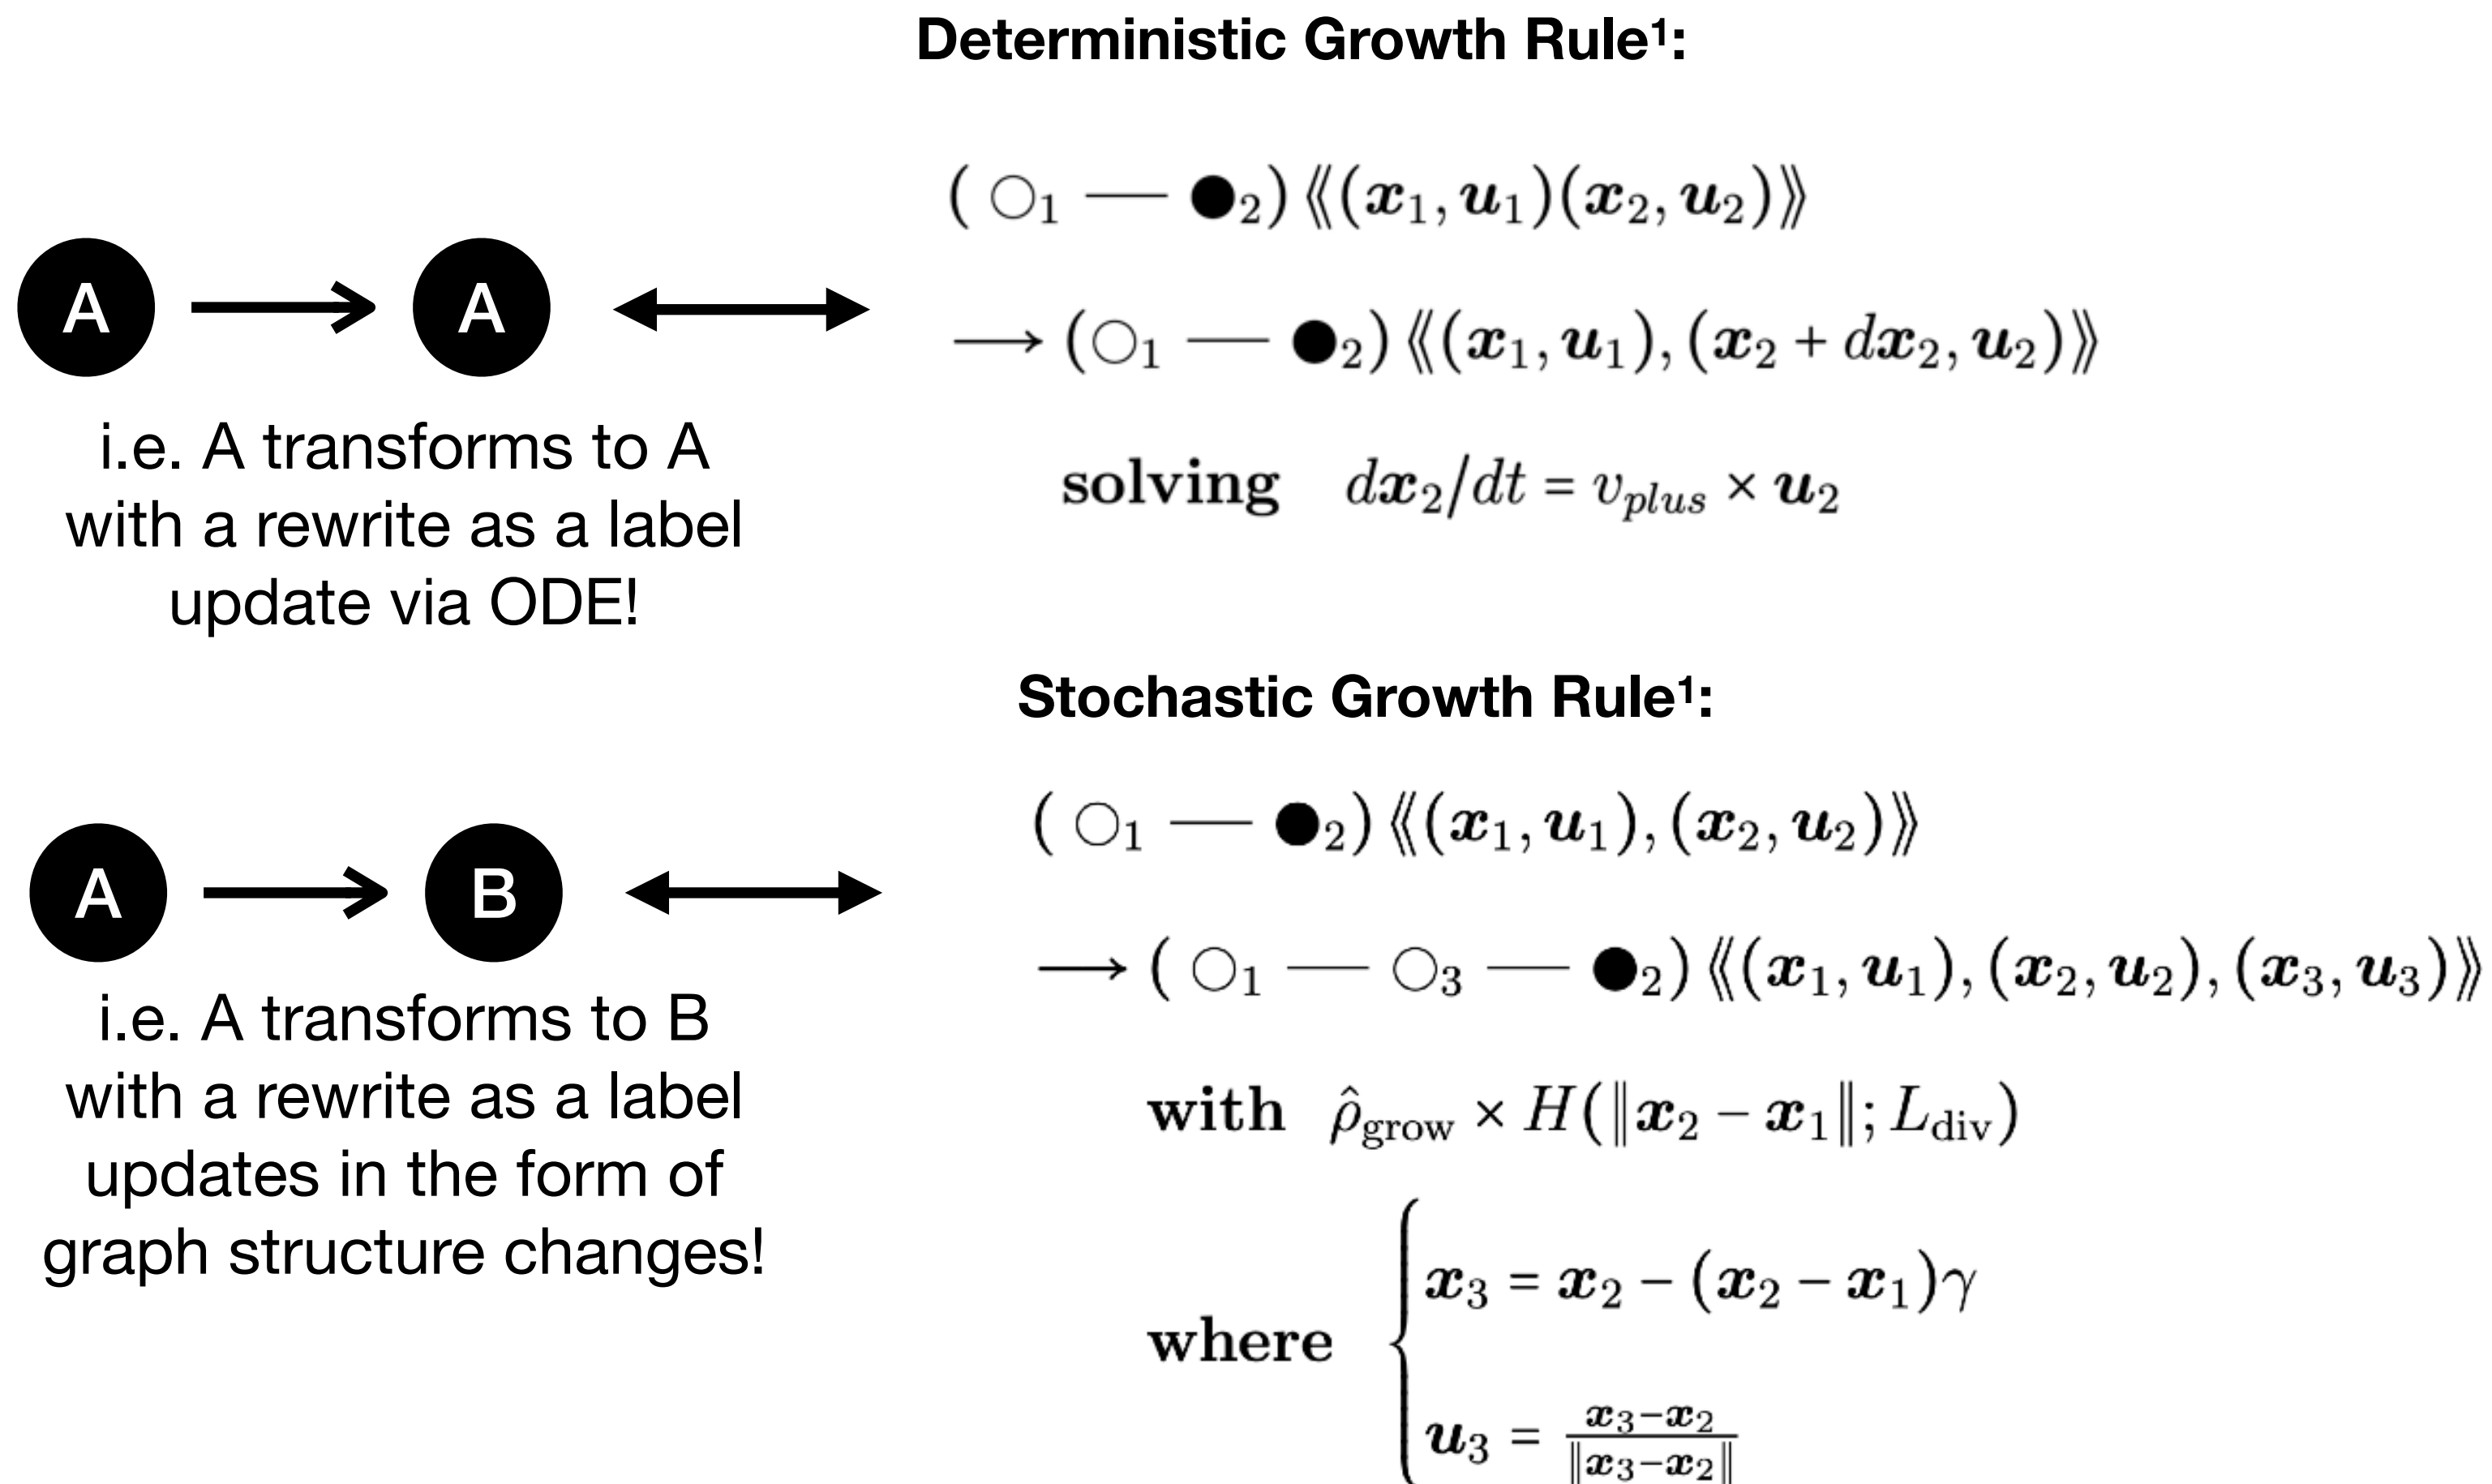 Deterministic Growth Rule¹:
( ○₁ — ●₂) ⟪(𝒙₁, 𝒖₁)(𝒙₂, 𝒖₂)⟫
A A
⟶ (○₁ — ●₂) ⟪(𝒙₁, 𝒖₁), (𝒙₂ + d𝒙₂, 𝒖₂)⟫
i.e. A transforms to A
with a rewrite as a label
update via ODE!
solving d𝒙₂/dt = v_plus × 𝒖₂
Stochastic Growth Rule¹:
( ○₁ — ●₂) ⟪(𝒙₁, 𝒖₁), (𝒙₂, 𝒖₂)⟫
A B
⟶ ( ○₁ — ○₃ — ●₂) ⟪(𝒙₁, 𝒖₁), (𝒙₂, 𝒖₂), (𝒙₃, 𝒖₃)⟫
i.e. A transforms to B
with a rewrite as a label
updates in the form of
graph structure changes!
with ρ̂_grow × H(‖𝒙₂ − 𝒙₁‖; L_div)
where { 𝒙₃ = 𝒙₂ − (𝒙₂ − 𝒙₁)γ
𝒖₃ = (𝒙₃−𝒙₂)/‖𝒙₃−𝒙₂‖